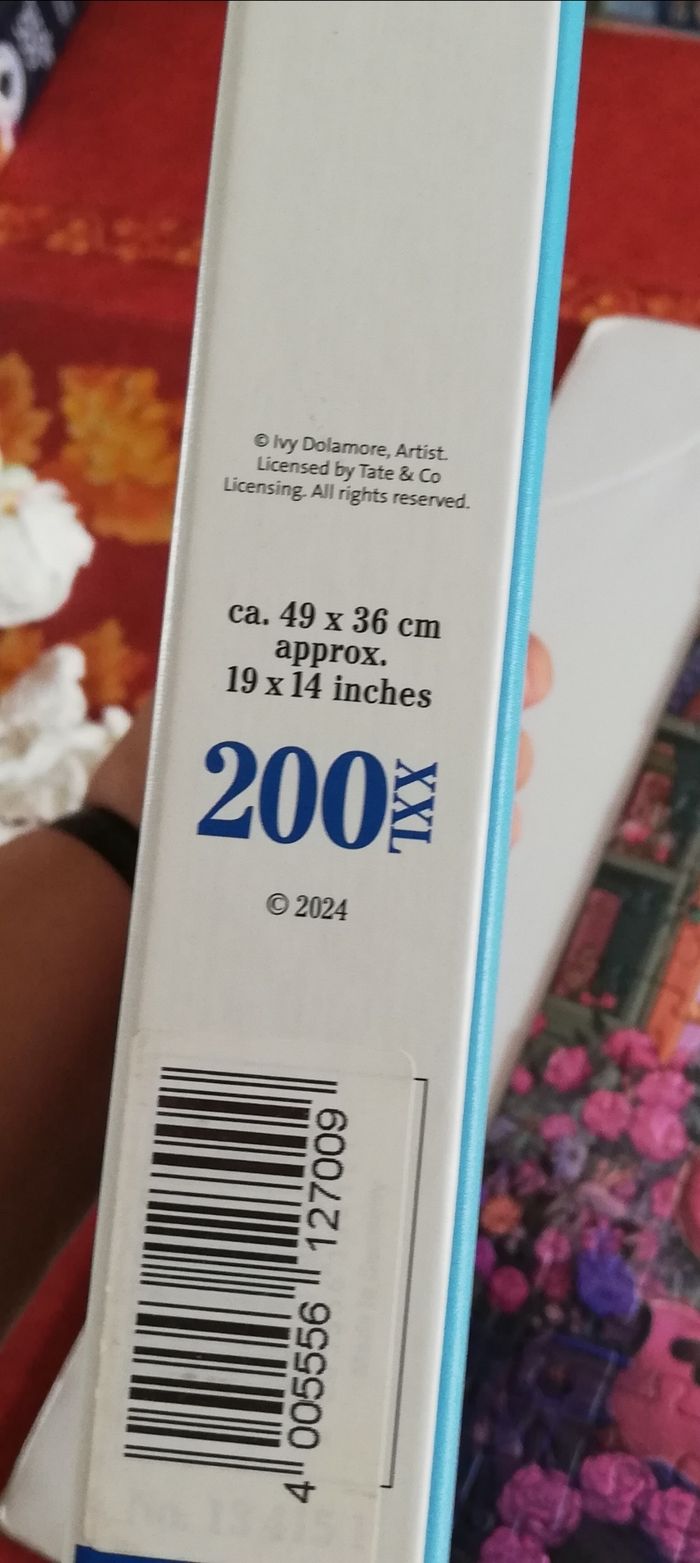 © Ivy Dolamore, Artist.
Licensed by Tate & Co
Licensing. All rights reserved.
ca. 49 x 36 cm
approx.
19 x 14 inches
200 XXL
© 2024
4 005556 127009